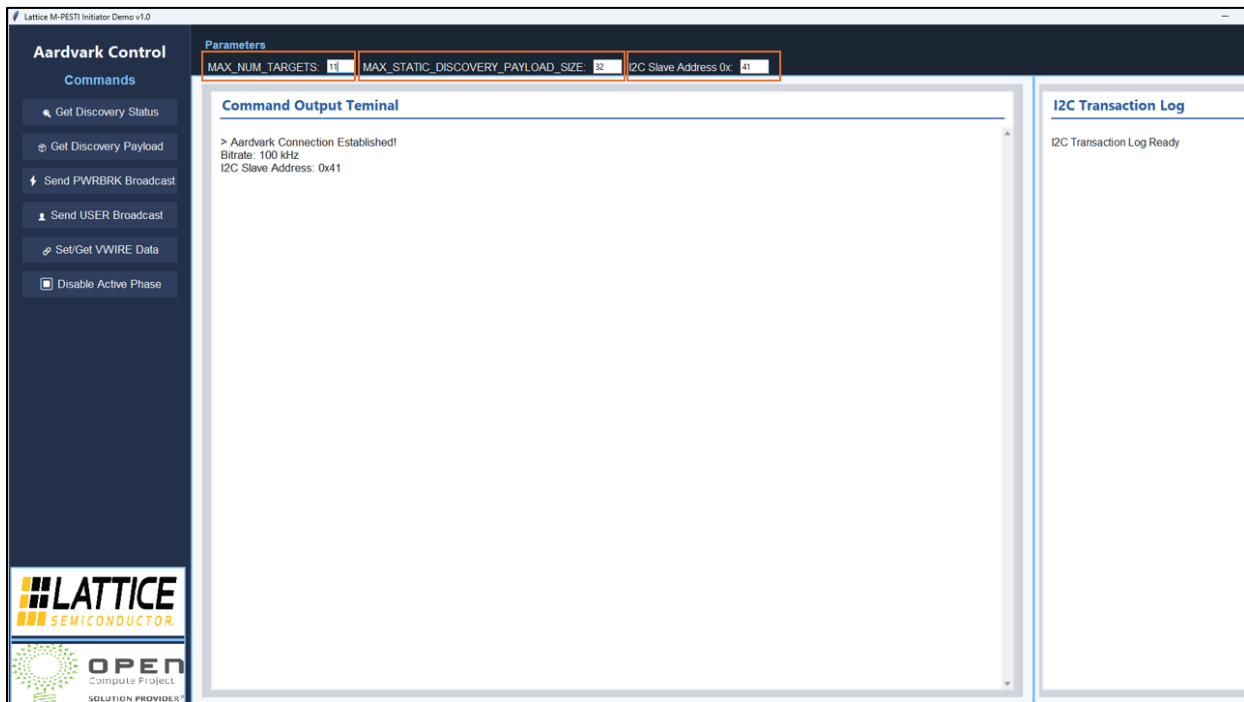 Lattice M-PESTI Initiator Demo v1.0
Aardvark Control
Commands
Get Discovery Status
Get Discovery Payload
Send PWRBRK Broadcast
Send USER Broadcast
Set/Get VWIRE Data
Disable Active Phase
LATTICE
SEMICONDUCTOR.
OPEN
Compute Project
SOLUTION PROVIDER®
Parameters
MAX_NUM_TARGETS: 11 MAX_STATIC_DISCOVERY_PAYLOAD_SIZE: 32 I2C Slave Address 0x: 41
Command Output Teminal
> Aardvark Connection Established!
Bitrate: 100 kHz
I2C Slave Address: 0x41
I2C Transaction Log
I2C Transaction Log Ready